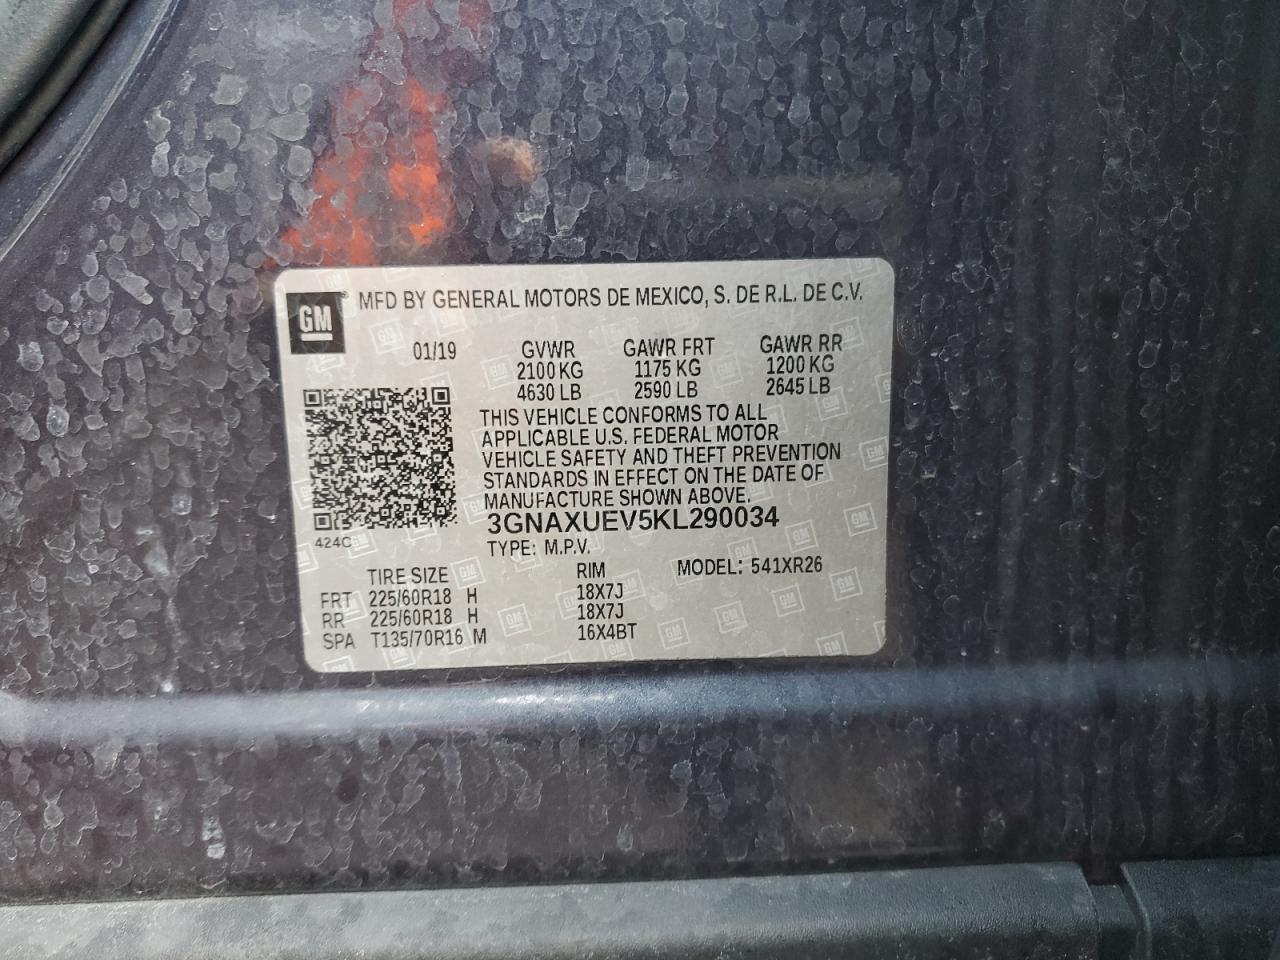 GM ® MFD BY GENERAL MOTORS DE MEXICO, S. DE R.L. DE C.V.
01/19 GVWR GAWR FRT GAWR RR
2100 KG 1175 KG 1200 KG
4630 LB 2590 LB 2645 LB
THIS VEHICLE CONFORMS TO ALL
APPLICABLE U.S. FEDERAL MOTOR
VEHICLE SAFETY AND THEFT PREVENTION
STANDARDS IN EFFECT ON THE DATE OF
MANUFACTURE SHOWN ABOVE.
3GNAXUEV5KL290034
424C TYPE: M.P.V.
TIRE SIZE RIM MODEL: 541XR26
FRT 225/60R18 H 18X7J
RR 225/60R18 H 18X7J
SPA T135/70R16 M 16X4BT